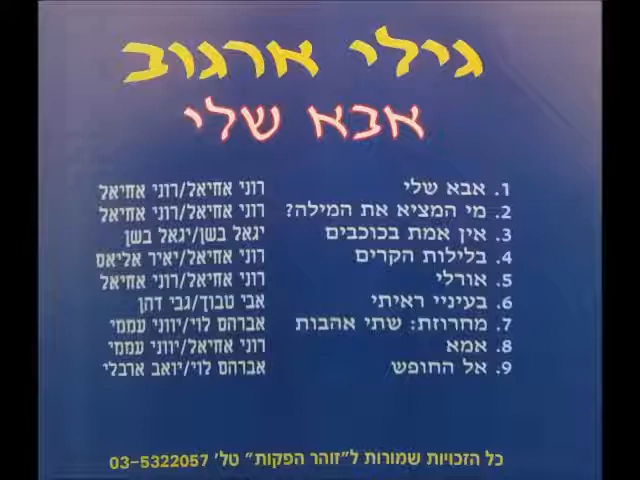 גילי ארגוב
אבא שלי
1. אבא שלי רוני אחיאל/רוני אחיאל
2. מי המציא את המילה? רוני אחיאל/רוני אחיאל
3. אין אמת בכוכבים יגאל בשן/יגאל בשן
4. בלילות הקרים רוני אחיאל/יאיר אליאס
5. אורלי רוני אחיאל/רוני אחיאל
6. בעיניי ראיתי אבי טבוך/גבי דהן
7. מחרוזת: שתי אהבות אברהם לוי/יווני עממי
8. אמא רוני אחיאל/יווני עממי
9. אל החופש אברהם לוי/יואב ארבלי
כל הזכויות שמורות ל"זוהר הפקות" טל' 03-5322057